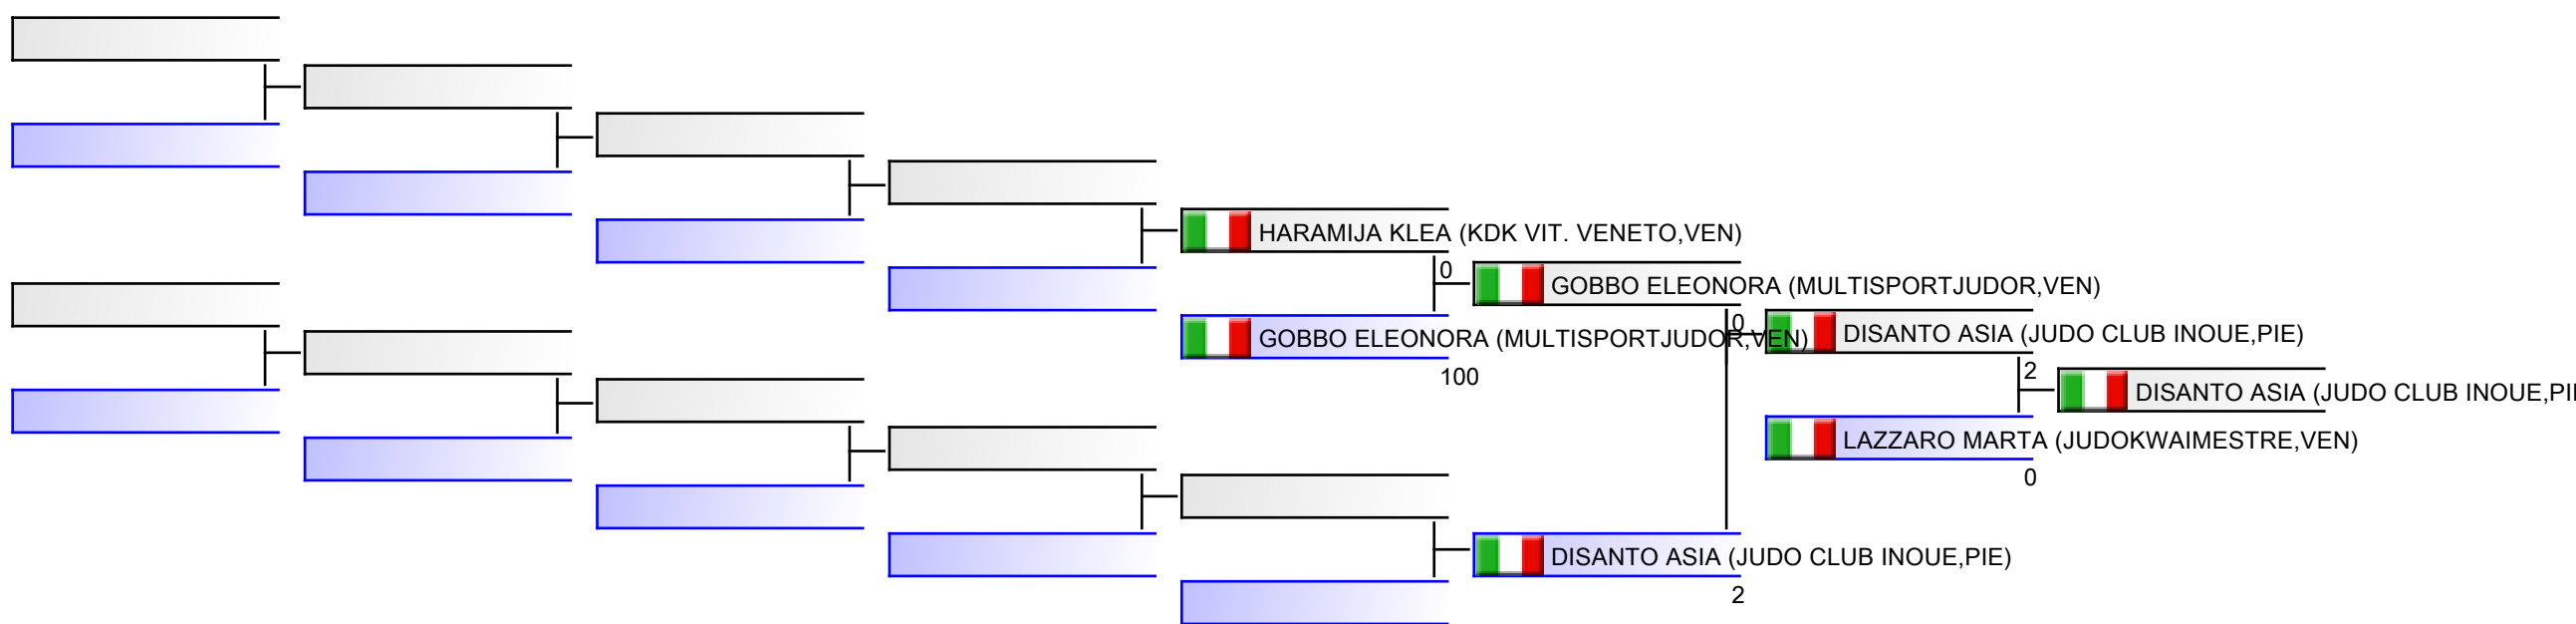 HARAMIJA KLEA (KDK VIT. VENETO,VEN)
0
GOBBO ELEONORA (MULTISPORTJUDOR,VEN)
GOBBO ELEONORA (MULTISPORTJUDOR,VEN)
100
0
DISANTO ASIA (JUDO CLUB INOUE,PIE)
2
DISANTO ASIA (JUDO CLUB INOUE,PI
LAZZARO MARTA (JUDOKWAIMESTRE,VEN)
0
DISANTO ASIA (JUDO CLUB INOUE,PIE)
2